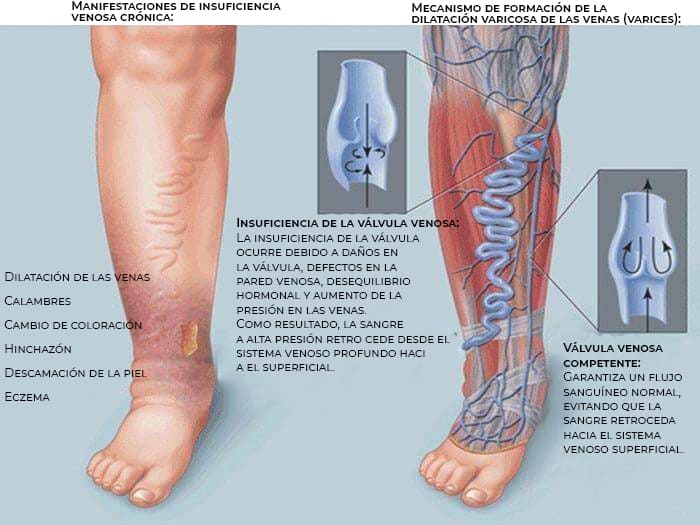 Manifestaciones de insuficiencia
venosa crónica:
Mecanismo de formación de la
dilatación varicosa de las venas (varices):
Insuficiencia de la válvula venosa:
La insuficiencia de la válvula
ocurre debido a daños en
la válvula, defectos en la
pared venosa, desequilibrio
hormonal y aumento de la
presión en las venas.
Como resultado, la sangre
a alta presión retro cede desde el
sistema venoso profundo haci
a el superficial.
Dilatación de las venas
Calambres
Cambio de coloración
Hinchazón
Descamación de la piel
Eczema
Válvula venosa
competente:
Garantiza un flujo
sanguíneo normal,
evitando que la
sangre retroceda
hacia el sistema
venoso superficial.